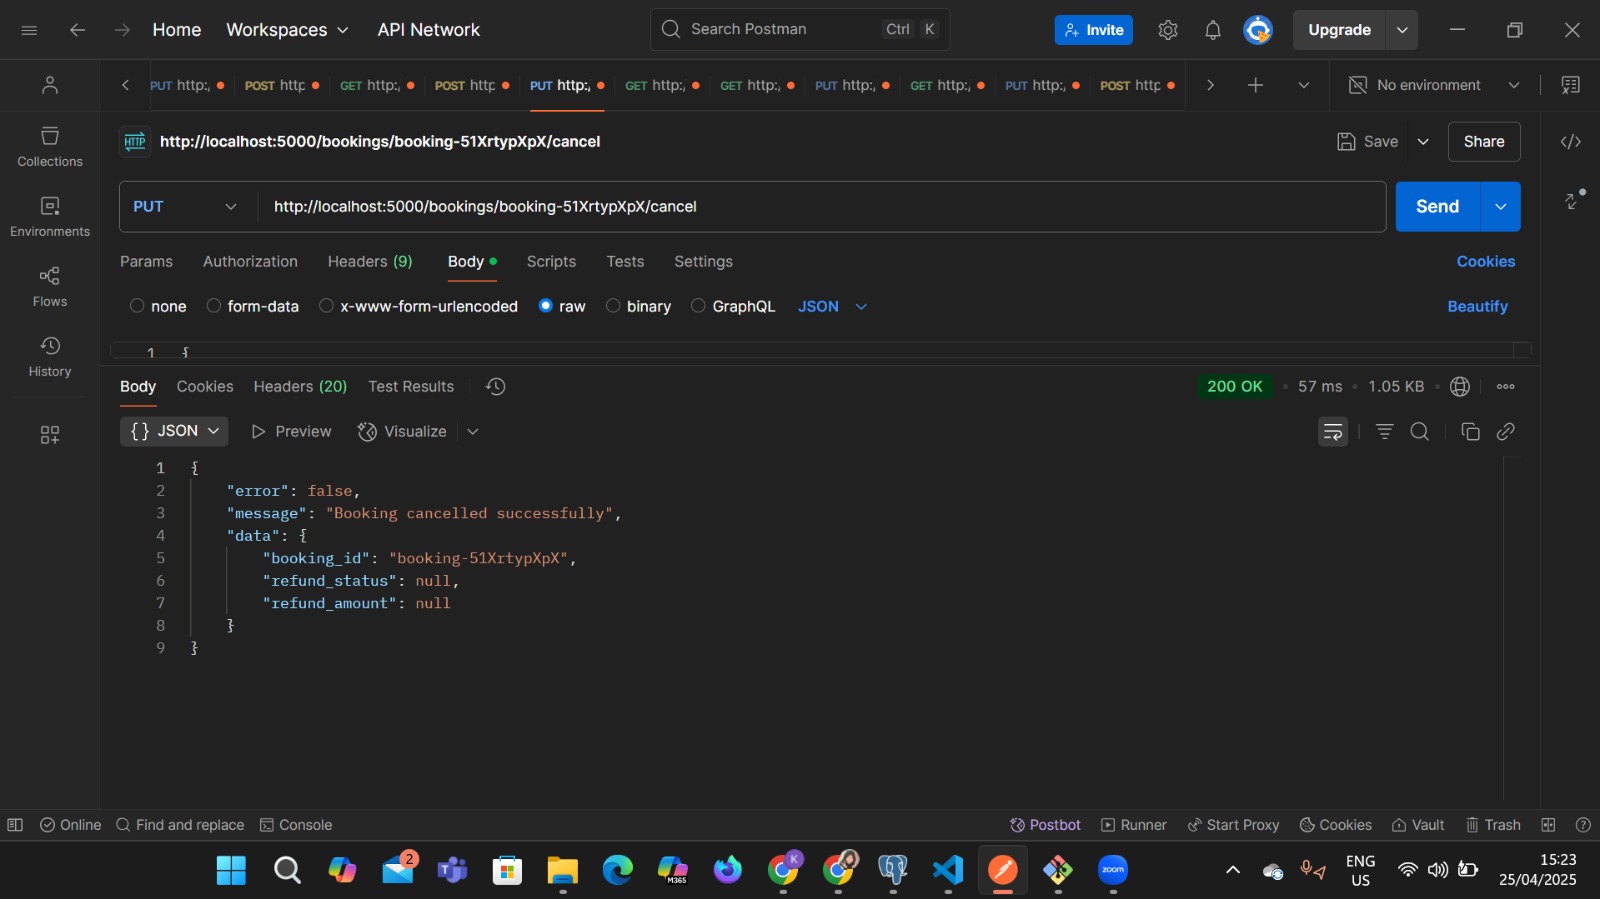 Home Workspaces API Network Search Postman Ctrl K Invite Upgrade
PUT http:/ POST http GET http:/ POST http PUT http:/ GET http:/ GET http:/ PUT http:/ GET http:/ PUT http:/ POST http No environment
HTTP http://localhost:5000/bookings/booking-51XrtypXpX/cancel Save Share
Collections
PUT http://localhost:5000/bookings/booking-51XrtypXpX/cancel Send
Environments
Params Authorization Headers (9) Body Scripts Tests Settings Cookies
Flows
none form-data x-www-form-urlencoded raw binary GraphQL JSON Beautify
1 {
History
Body Cookies Headers (20) Test Results 200 OK • 57 ms • 1.05 KB •
{} JSON Preview Visualize
1 {
2 "error": false,
3 "message": "Booking cancelled successfully",
4 "data": {
5 "booking_id": "booking-51XrtypXpX",
6 "refund_status": null,
7 "refund_amount": null
8 }
9 }
Online Find and replace Console Postbot Runner Start Proxy Cookies Vault Trash
2 M365 K zoom ENG US 15:23
25/04/2025